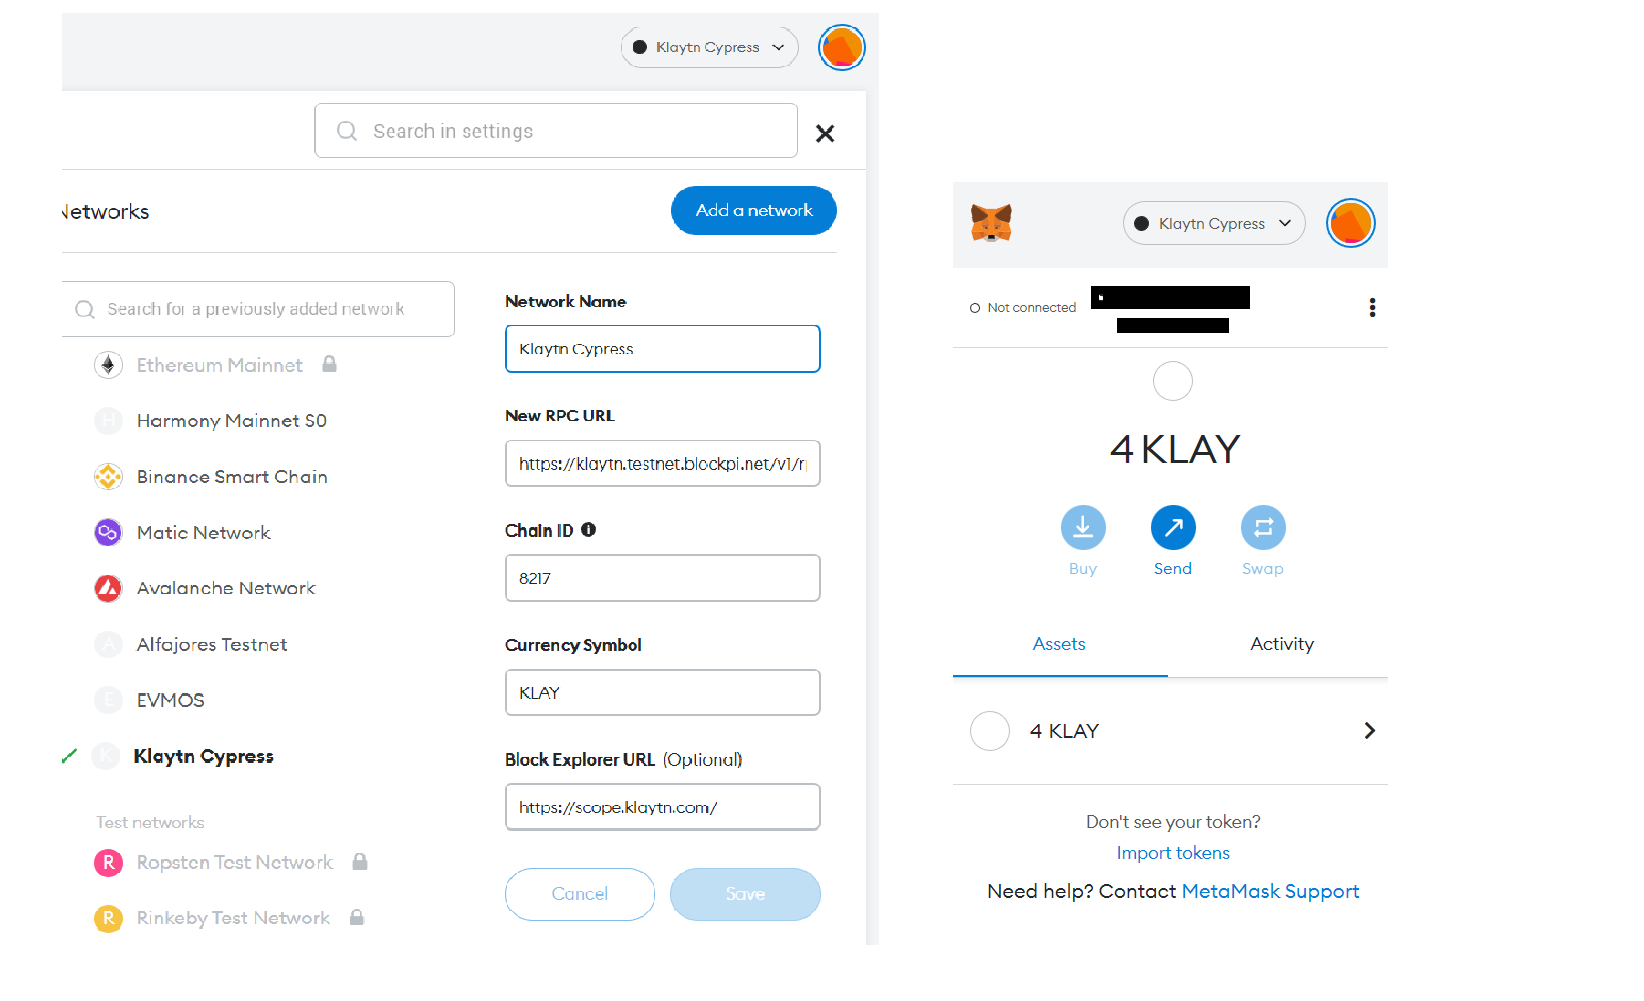 Klaytn Cypress
Search in settings
Networks
Add a network
Search for a previously added network
Ethereum Mainnet
H Harmony Mainnet S0
Binance Smart Chain
Matic Network
Avalanche Network
A Alfajores Testnet
E EVMOS
K Klaytn Cypress
Test networks
R Ropsten Test Network
R Rinkeby Test Network
Network Name
Klaytn Cypress
New RPC URL
https://klaytn.testnet.blockpi.net/v1/r
Chain ID
8217
Currency Symbol
KLAY
Block Explorer URL (Optional)
https://scope.klaytn.com/
Cancel Save
Klaytn Cypress
Not connected
4 KLAY
Buy Send Swap
Assets Activity
4 KLAY
Don't see your token?
Import tokens
Need help? Contact MetaMask Support